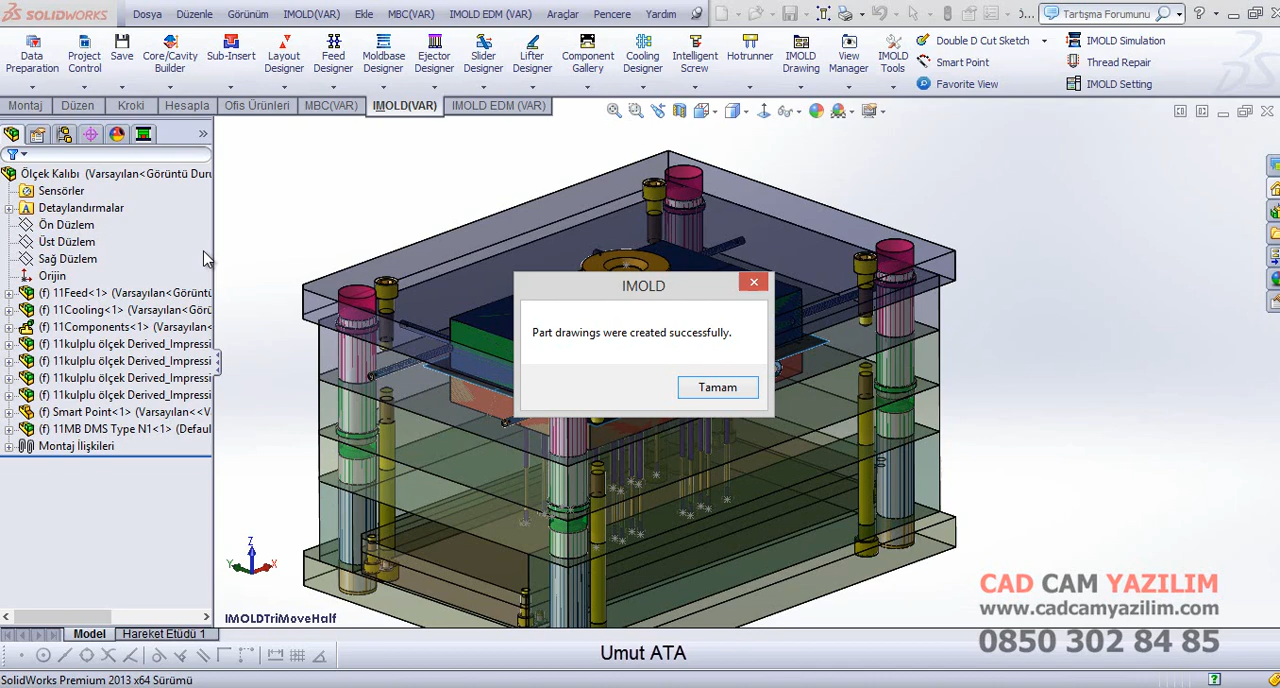 SOLIDWORKS
Dosya Düzenle Görünüm IMOLD(VAR) Ekle MBC(VAR) IMOLD EDM (VAR) Araçlar Pencere Yardım
Tartışma Forumunu
Data Preparation
Project Control
Save
Core/Cavity Builder
Sub-Insert
Layout Designer
Feed Designer
Moldbase Designer
Ejector Designer
Slider Designer
Lifter Designer
Component Gallery
Cooling Designer
Intelligent Screw
Hotrunner
IMOLD Drawing
View Manager
IMOLD Tools
Double D Cut Sketch
Smart Point
Favorite View
IMOLD Simulation
Thread Repair
IMOLD Setting
Montaj Düzen Kroki Hesapla Ofis Ürünleri MBC(VAR) IMOLD(VAR) IMOLD EDM (VAR)
Ölçek Kalıbı (Varsayılan<Görüntü Duru
Sensörler
Detaylandırmalar
Ön Düzlem
Üst Düzlem
Sağ Düzlem
Orijin
(f) 11Feed<1> (Varsayılan<Görüntü
(f) 11Cooling<1> (Varsayılan<Görü
(f) 11Components<1> (Varsayılan<
(f) 11kulplu ölçek Derived_Impressi
(f) 11kulplu ölçek Derived_Impressi
(f) 11kulplu ölçek Derived_Impressi
(f) 11kulplu ölçek Derived_Impressi
(f) Smart Point<1> (Varsayılan<<V
(f) 11MB DMS Type N1<1> (Defaul
Montaj İlişkileri
IMOLD
Part drawings were created successfully.
Tamam
Z
Y
X
IMOLDTriMoveHalf
CAD CAM YAZILIM
www.cadcamyazilim.com
0850 302 84 85
Model Hareket Etüdü 1
Umut ATA
SolidWorks Premium 2013 x64 Sürümü